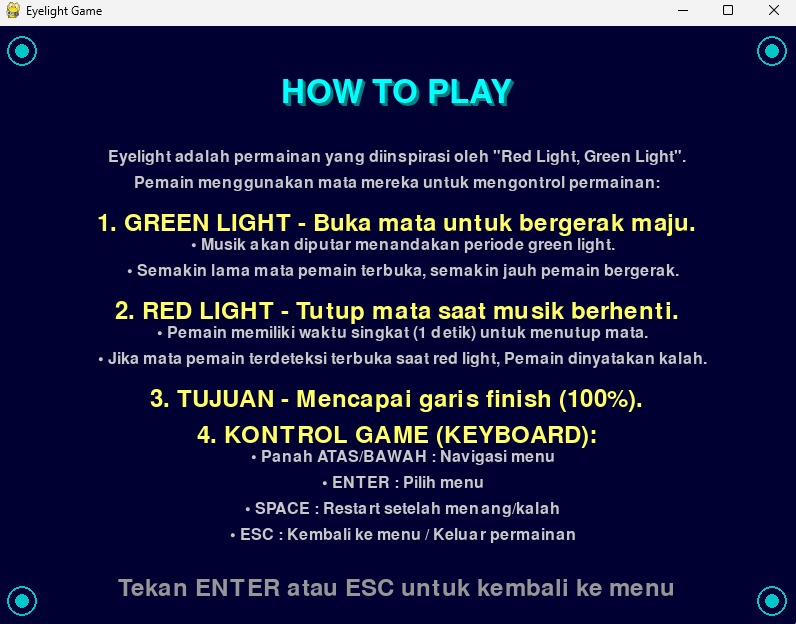 Eyelight Game
HOW TO PLAY
Eyelight adalah permainan yang diinspirasi oleh "Red Light, Green Light".
Pemain menggunakan mata mereka untuk mengontrol permainan:
1. GREEN LIGHT - Buka mata untuk bergerak maju.
• Musik akan diputar menandakan periode green light.
• Semakin lama mata pemain terbuka, semakin jauh pemain bergerak.
2. RED LIGHT - Tutup mata saat musik berhenti.
• Pemain memiliki waktu singkat (1 detik) untuk menutup mata.
• Jika mata pemain terdeteksi terbuka saat red light, Pemain dinyatakan kalah.
3. TUJUAN - Mencapai garis finish (100%).
4. KONTROL GAME (KEYBOARD):
• Panah ATAS/BAWAH : Navigasi menu
• ENTER : Pilih menu
• SPACE : Restart setelah menang/kalah
• ESC : Kembali ke menu / Keluar permainan
Tekan ENTER atau ESC untuk kembali ke menu